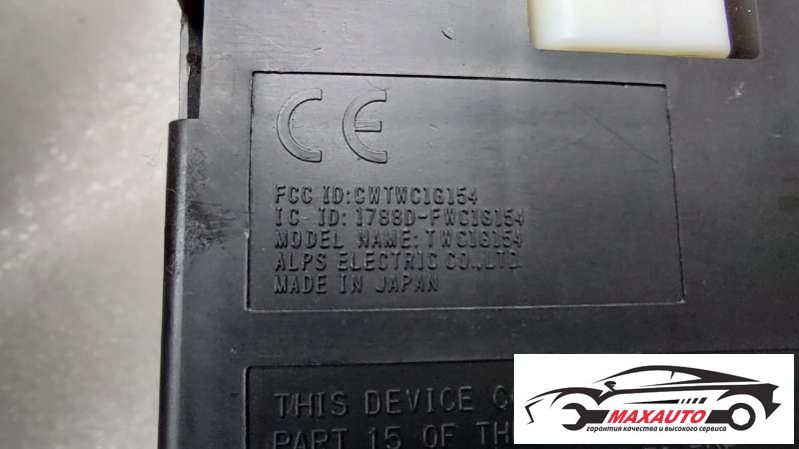 CE
FCC ID:CWTWC1G154
IC ID: 1788D-FWC1G154
MODEL NAME: TWC1G154
ALPS ELECTRIC CO.,LTD.
MADE IN JAPAN
THIS DEVICE
PART 15 OF
MAXAUTO
гарантия качества и высокого сервиса